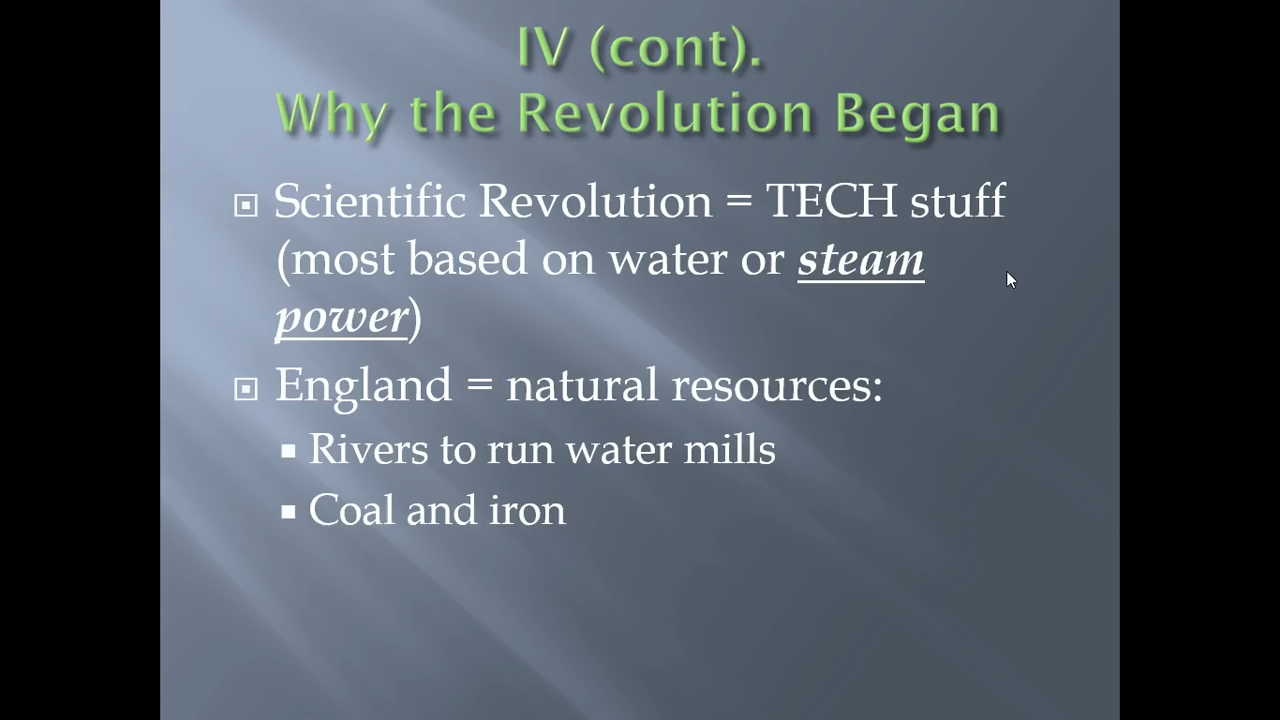 IV (cont).
Why the Revolution Began
Scientific Revolution = TECH stuff
(most based on water or steam
power)
England = natural resources:
Rivers to run water mills
Coal and iron